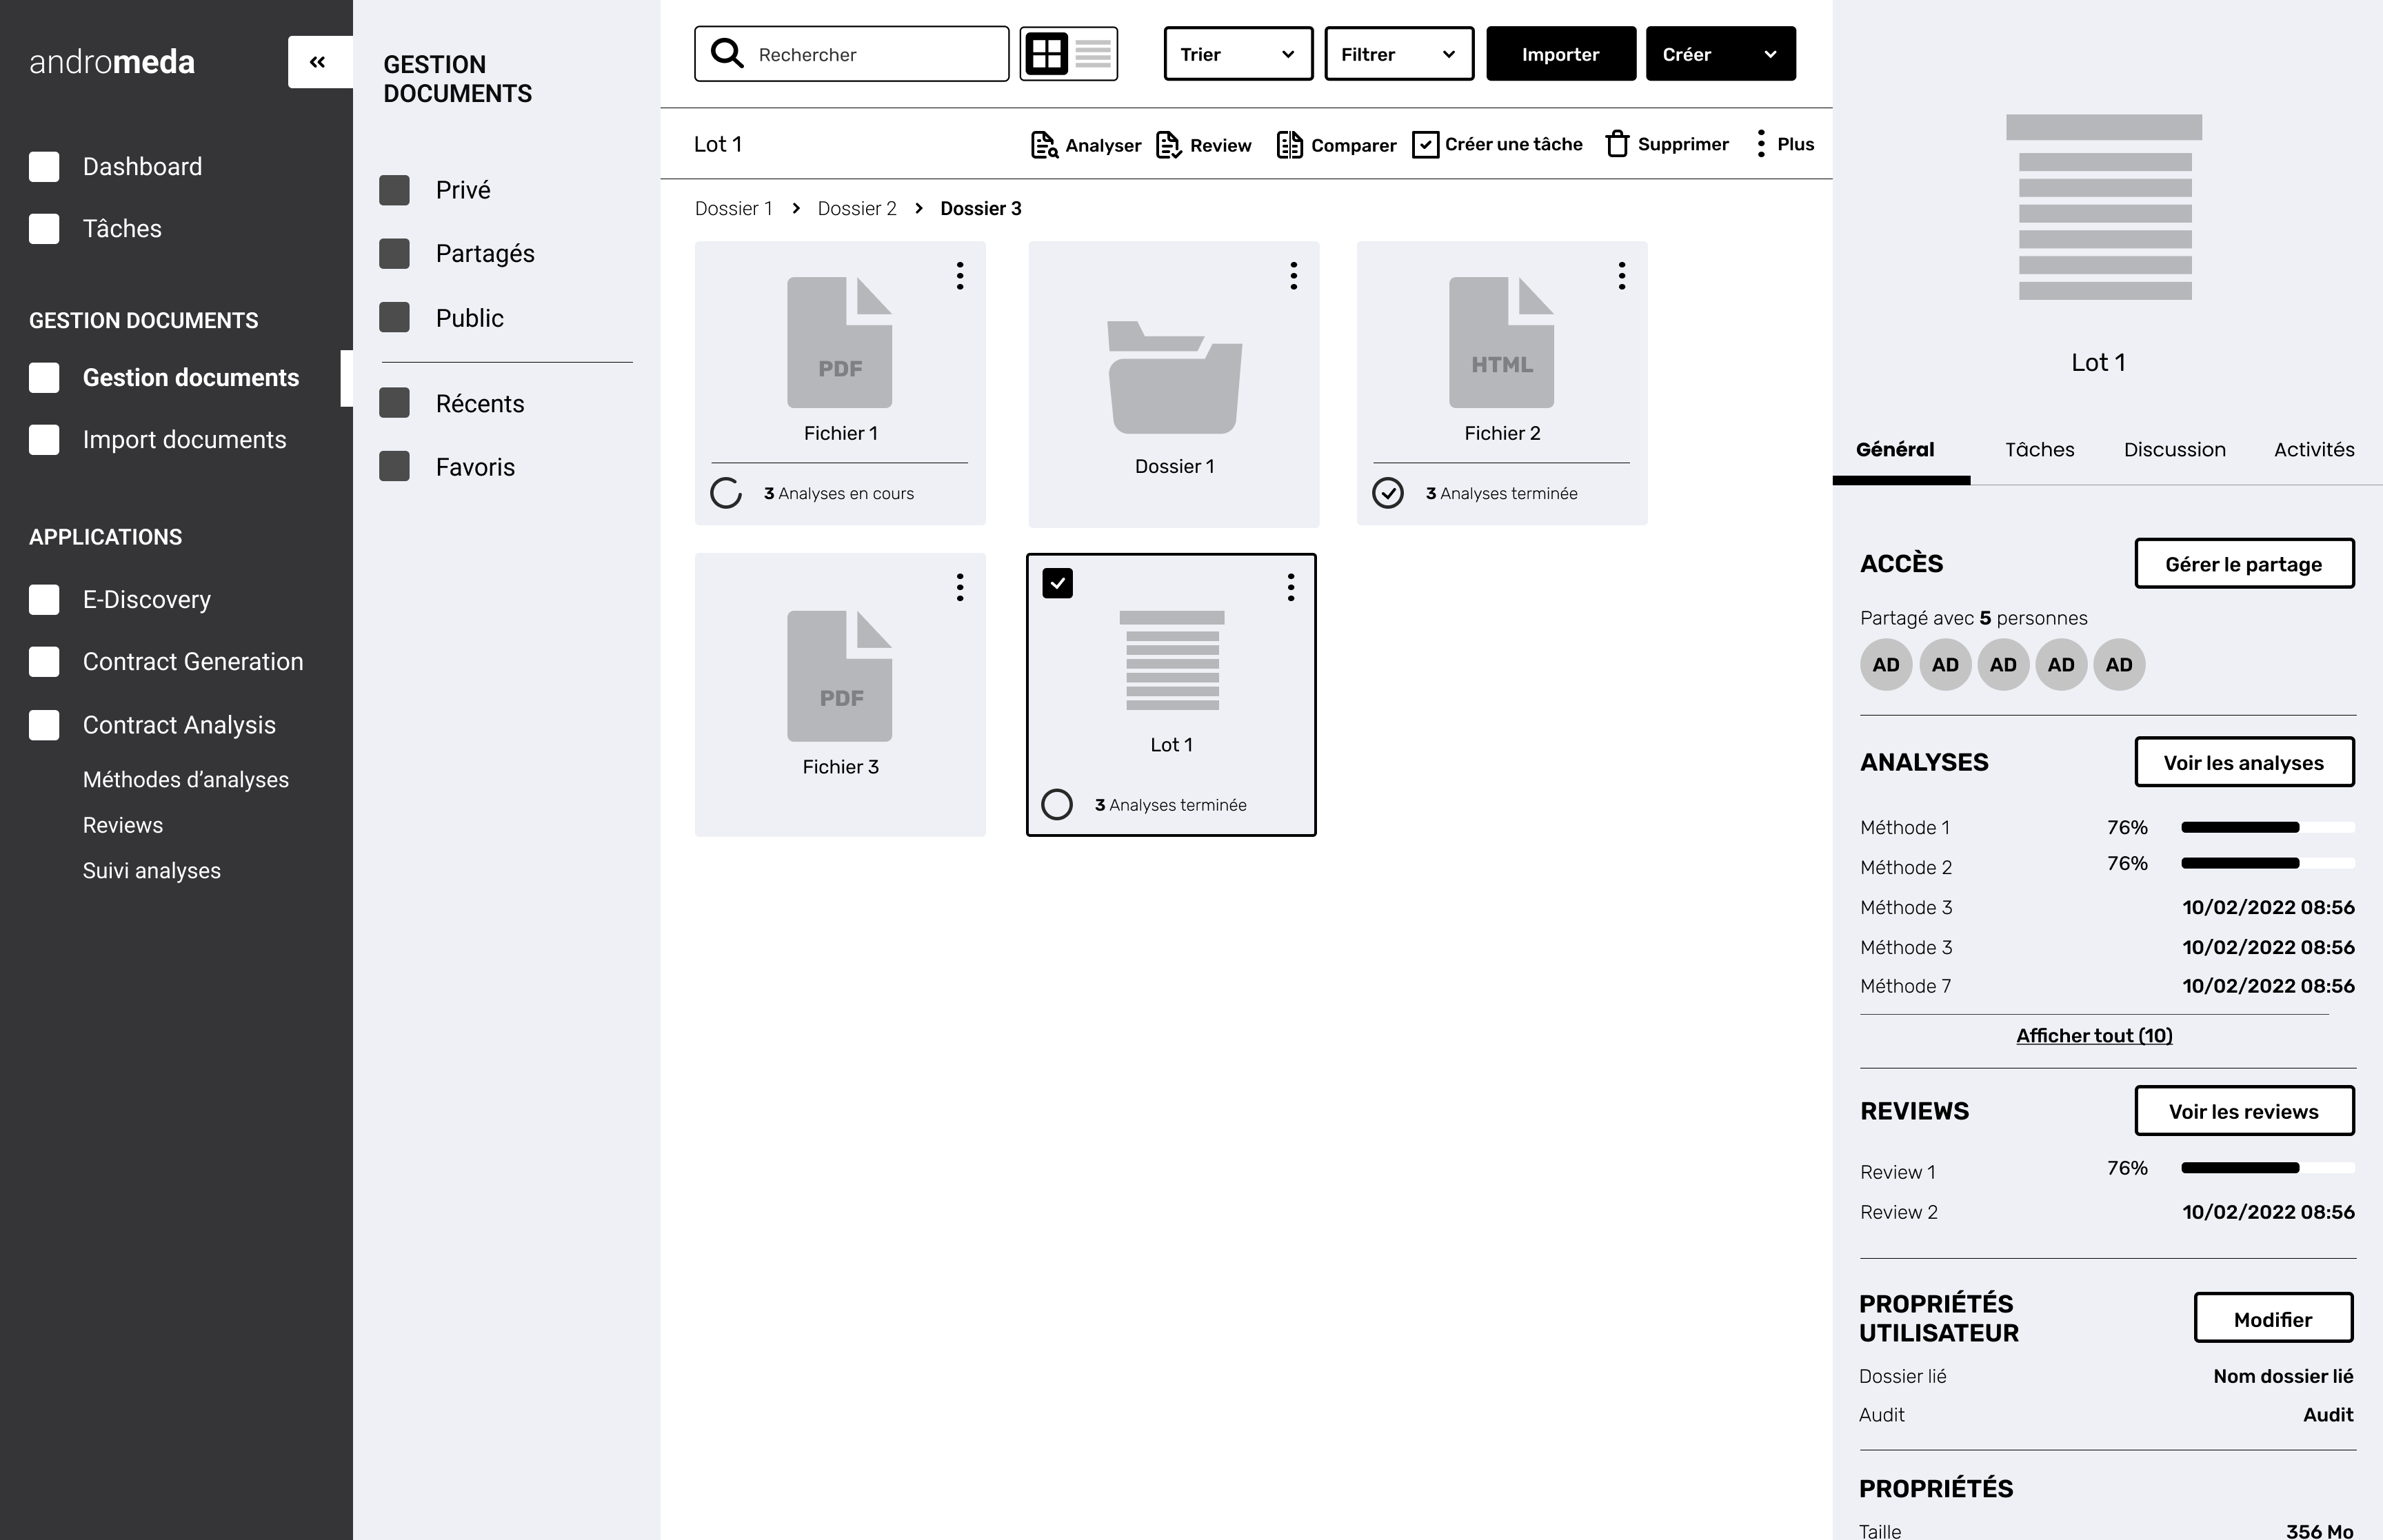 andromeda
Dashboard
Tâches
GESTION DOCUMENTS
Gestion documents
Import documents
APPLICATIONS
E-Discovery
Contract Generation
Contract Analysis
Méthodes d’analyses
Reviews
Suivi analyses
GESTION
DOCUMENTS
Privé
Partagés
Public
Récents
Favoris
Rechercher
Trier
Filtrer
Importer
Créer
Lot 1
Analyser
Review
Comparer
Créer une tâche
Supprimer
Plus
Dossier 1 > Dossier 2 > Dossier 3
PDF
Fichier 1
3 Analyses en cours
Dossier 1
HTML
Fichier 2
3 Analyses terminée
PDF
Fichier 3
Lot 1
3 Analyses terminée
Lot 1
Général Tâches Discussion Activités
ACCÈS
Gérer le partage
Partagé avec 5 personnes
AD AD AD AD AD
ANALYSES
Voir les analyses
Méthode 1 76%
Méthode 2 76%
Méthode 3 10/02/2022 08:56
Méthode 3 10/02/2022 08:56
Méthode 7 10/02/2022 08:56
Afficher tout (10)
REVIEWS
Voir les reviews
Review 1 76%
Review 2 10/02/2022 08:56
PROPRIÉTÉS
UTILISATEUR
Modifier
Dossier lié Nom dossier lié
Audit Audit
PROPRIÉTÉS
Taille 356 Mo